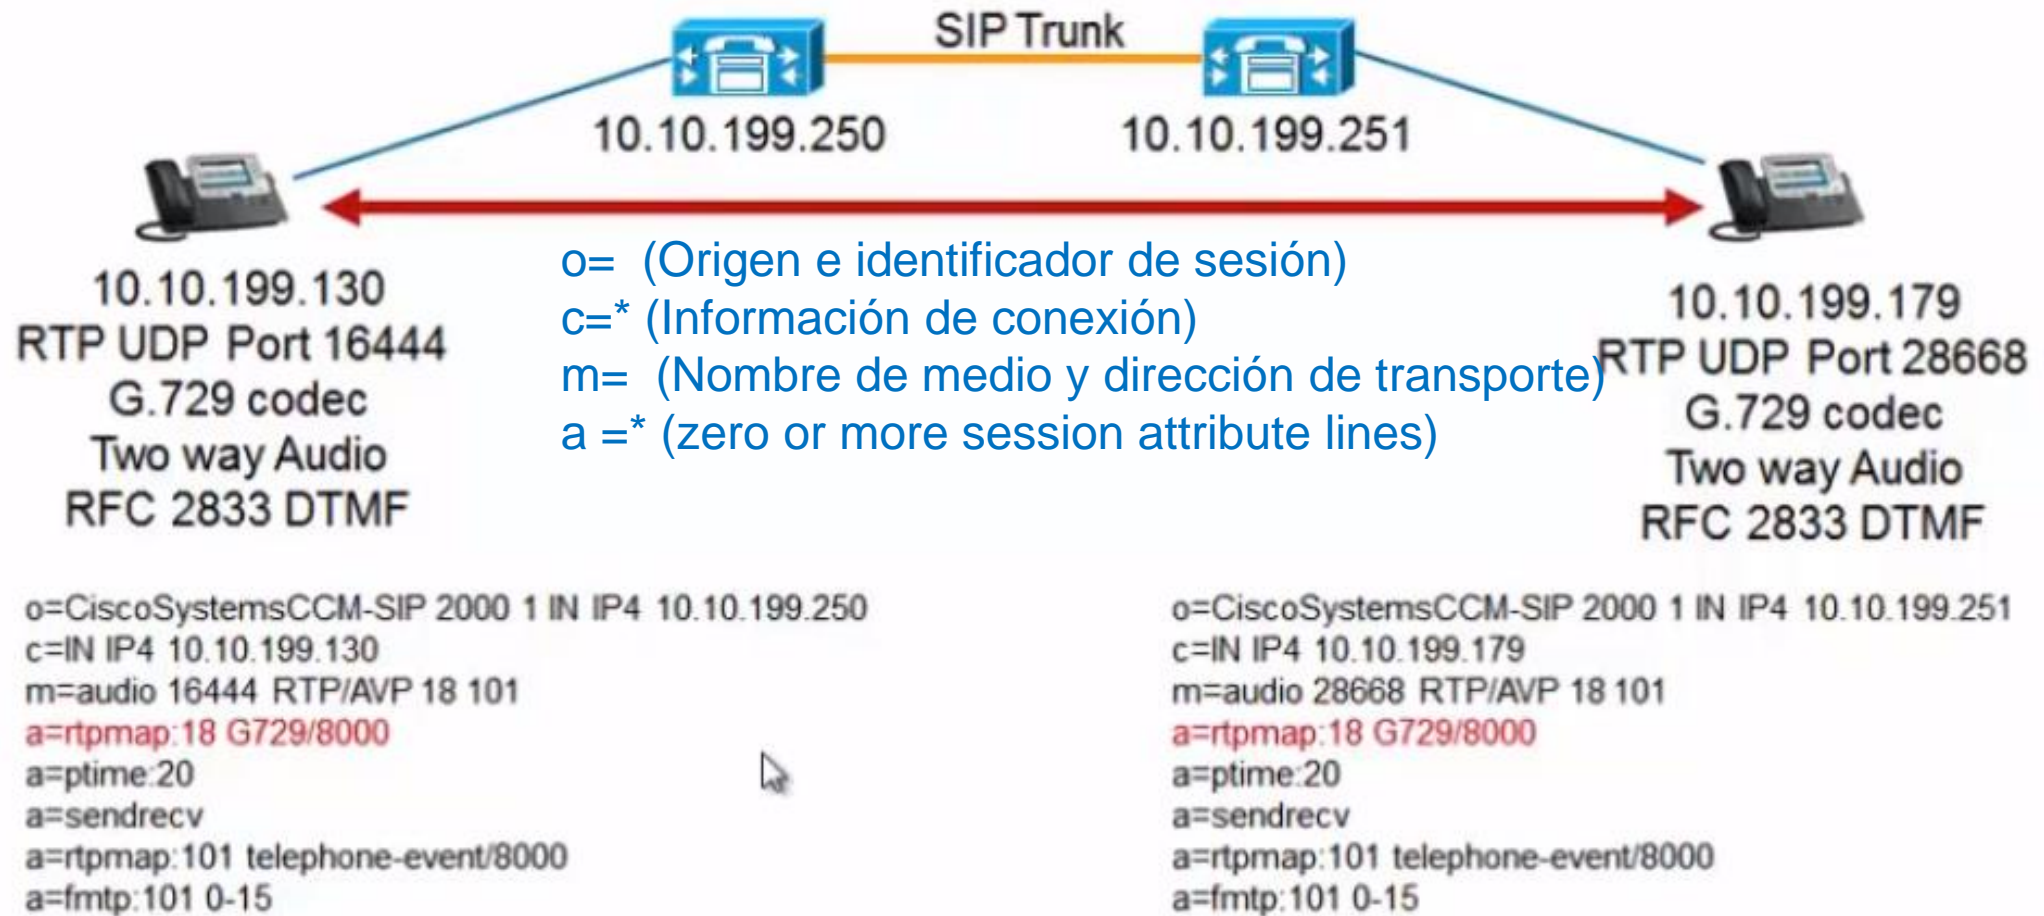 SIP Trunk
10.10.199.250
10.10.199.251
10.10.199.130
RTP UDP Port 16444
G.729 codec
Two way Audio
RFC 2833 DTMF
o=  (Origen e identificador de sesión)
c=* (Información de conexión)
m=  (Nombre de medio y dirección de transporte)
a =* (zero or more session attribute lines)
10.10.199.179
RTP UDP Port 28668
G.729 codec
Two way Audio
RFC 2833 DTMF
o=CiscoSystemsCCM-SIP 2000 1 IN IP4 10.10.199.250
c=IN IP4 10.10.199.130
m=audio 16444 RTP/AVP 18 101
a=rtpmap:18 G729/8000
a=ptime:20
a=sendrecv
a=rtpmap:101 telephone-event/8000
a=fmtp:101 0-15
o=CiscoSystemsCCM-SIP 2000 1 IN IP4 10.10.199.251
c=IN IP4 10.10.199.179
m=audio 28668 RTP/AVP 18 101
a=rtpmap:18 G729/8000
a=ptime:20
a=sendrecv
a=rtpmap:101 telephone-event/8000
a=fmtp:101 0-15